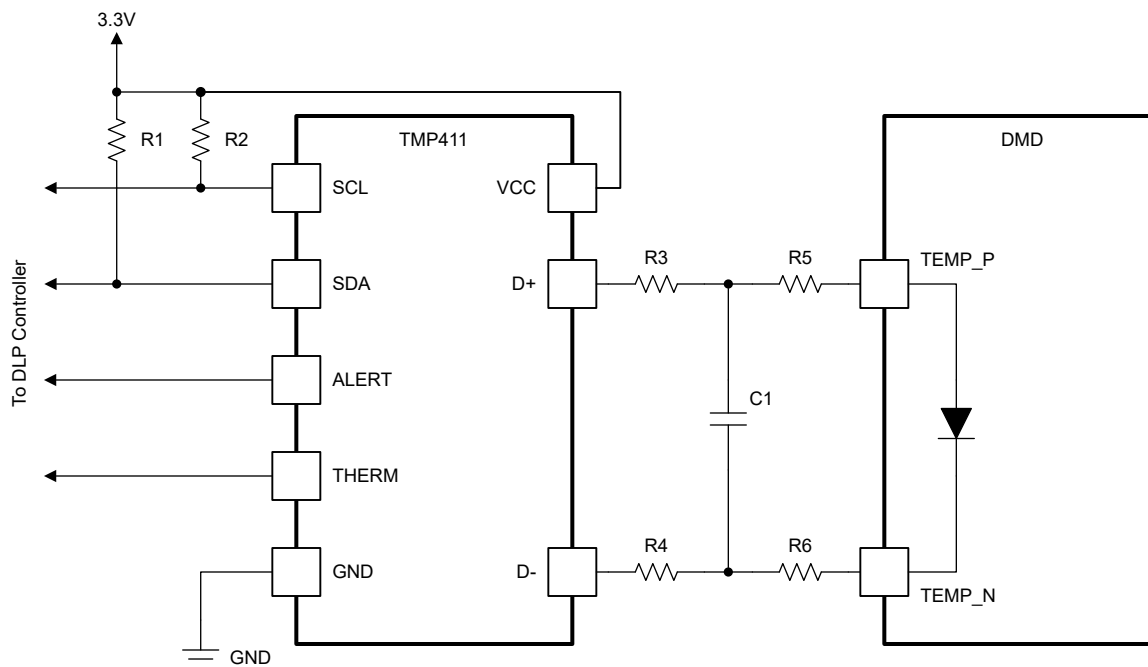 3.3V
R1
R2
TMP411
DMD
SCL
VCC
R3
R5
TEMP_P
SDA
D+
To DLP Controller
ALERT
C1
THERM
R4
R6
GND
D-
TEMP_N
GND